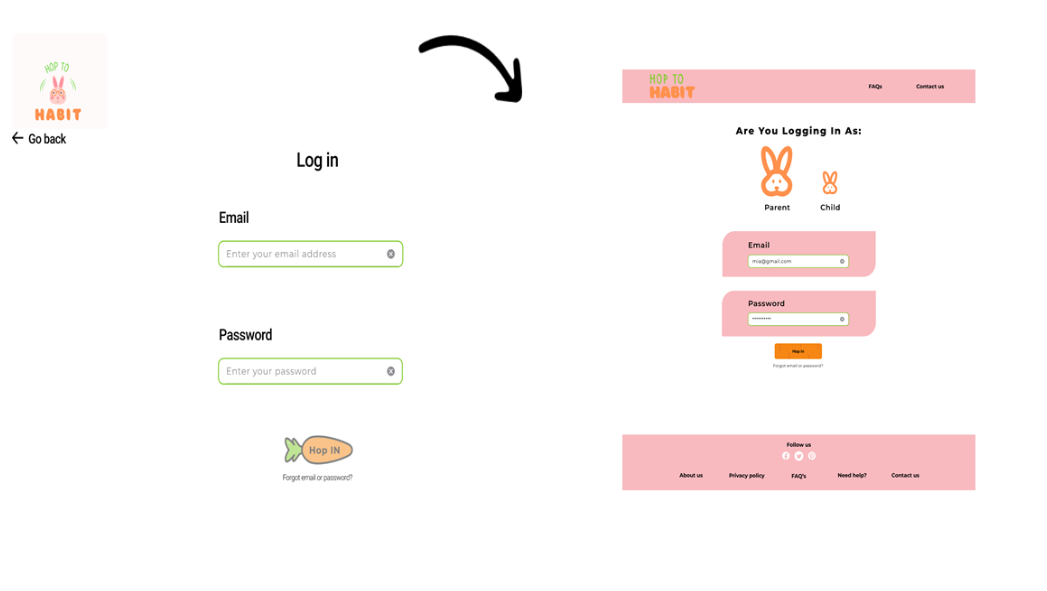 HOP TO
HABIT
← Go back
Log in
Email
Enter your email address
Password
Enter your password
Hop IN
Forgot email or password?
HOP TO
HABIT
FAQs
Contact us
Are You Logging In As:
Parent
Child
Email
mia@gmail.com
Password
*********
Hop in
Forgot email or password?
Follow us
About us
Privacy policy
FAQ's
Need help?
Contact us